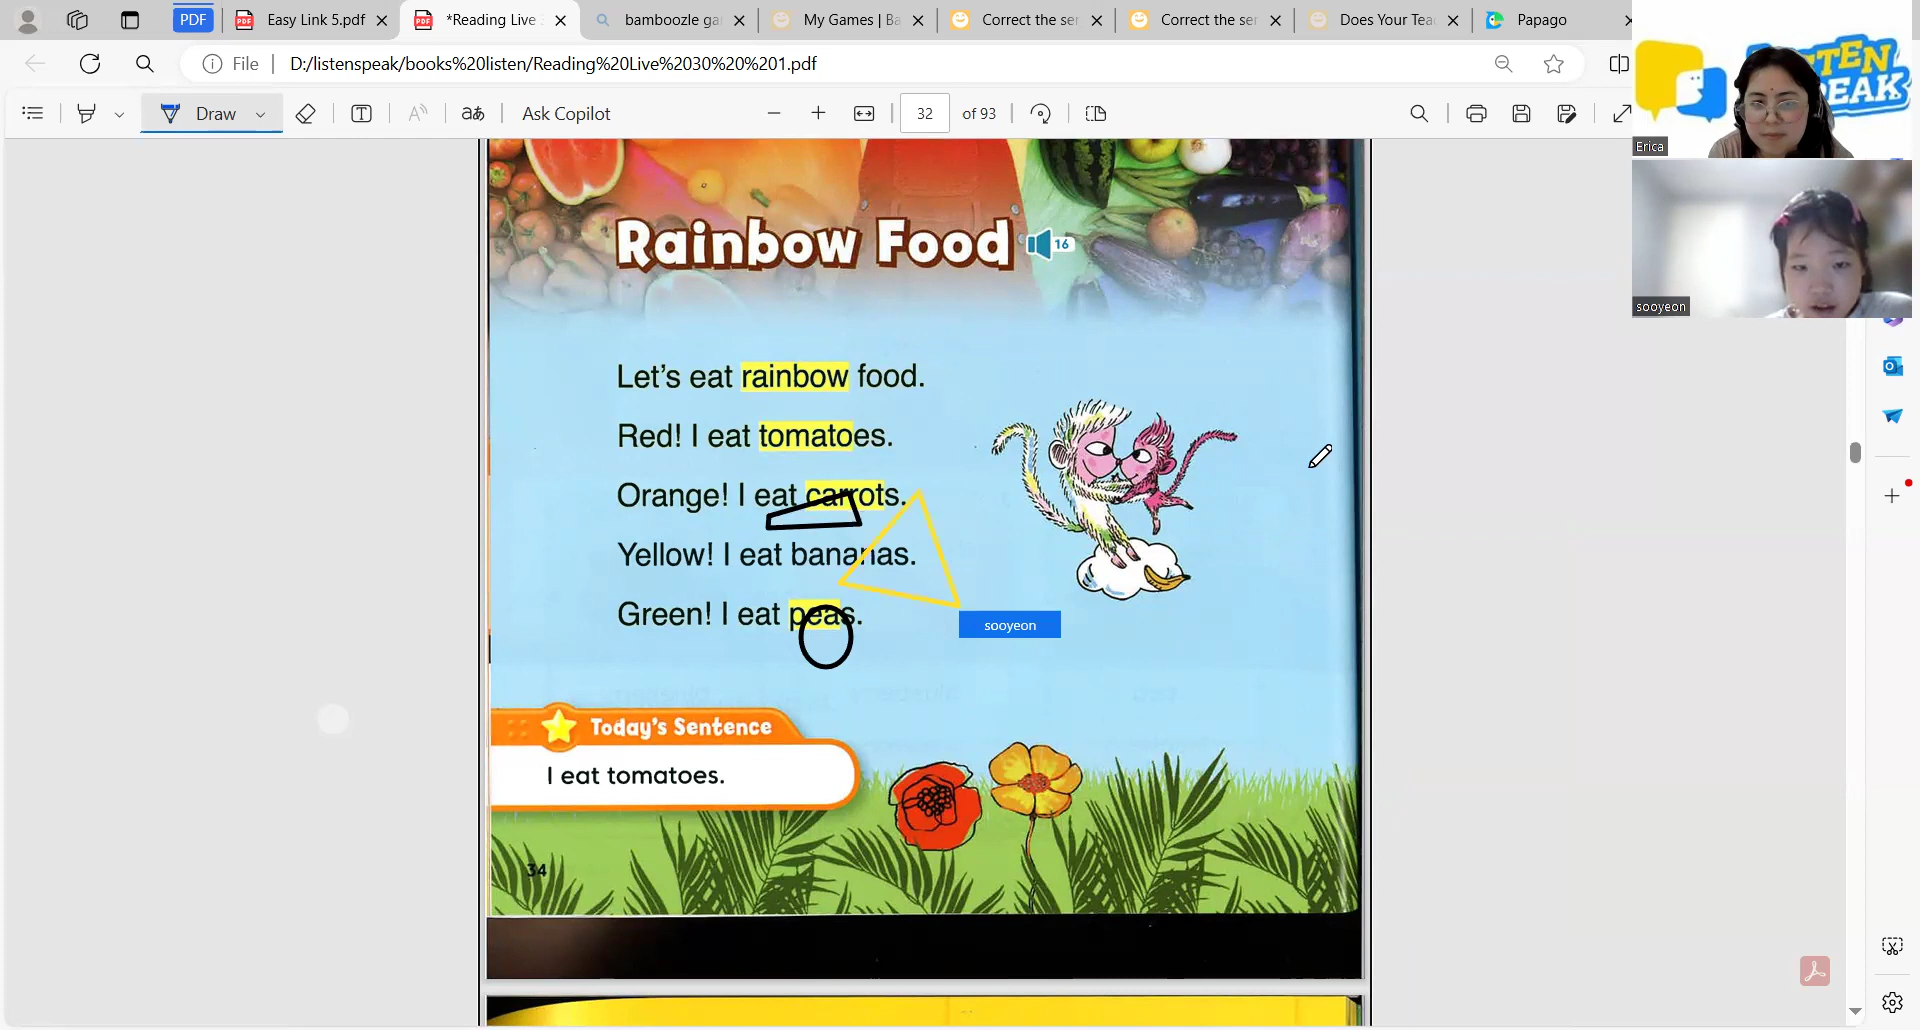 PDF
Easy Link 5.pdf
*Reading Live
bamboozle ga
My Games | Ba
Correct the ser
Correct the ser
Does Your Tea
Papago
File
D:/listenspeak/books%20listen/Reading%20Live%2030%20%201.pdf
Draw
Ask Copilot
32
of 93
Erica
sooyeon
Rainbow Food
16
Let's eat rainbow food.
Red! I eat tomatoes.
Orange! I eat carrots.
Yellow! I eat bananas.
Green! I eat peas.
sooyeon
Today's Sentence
I eat tomatoes.
34